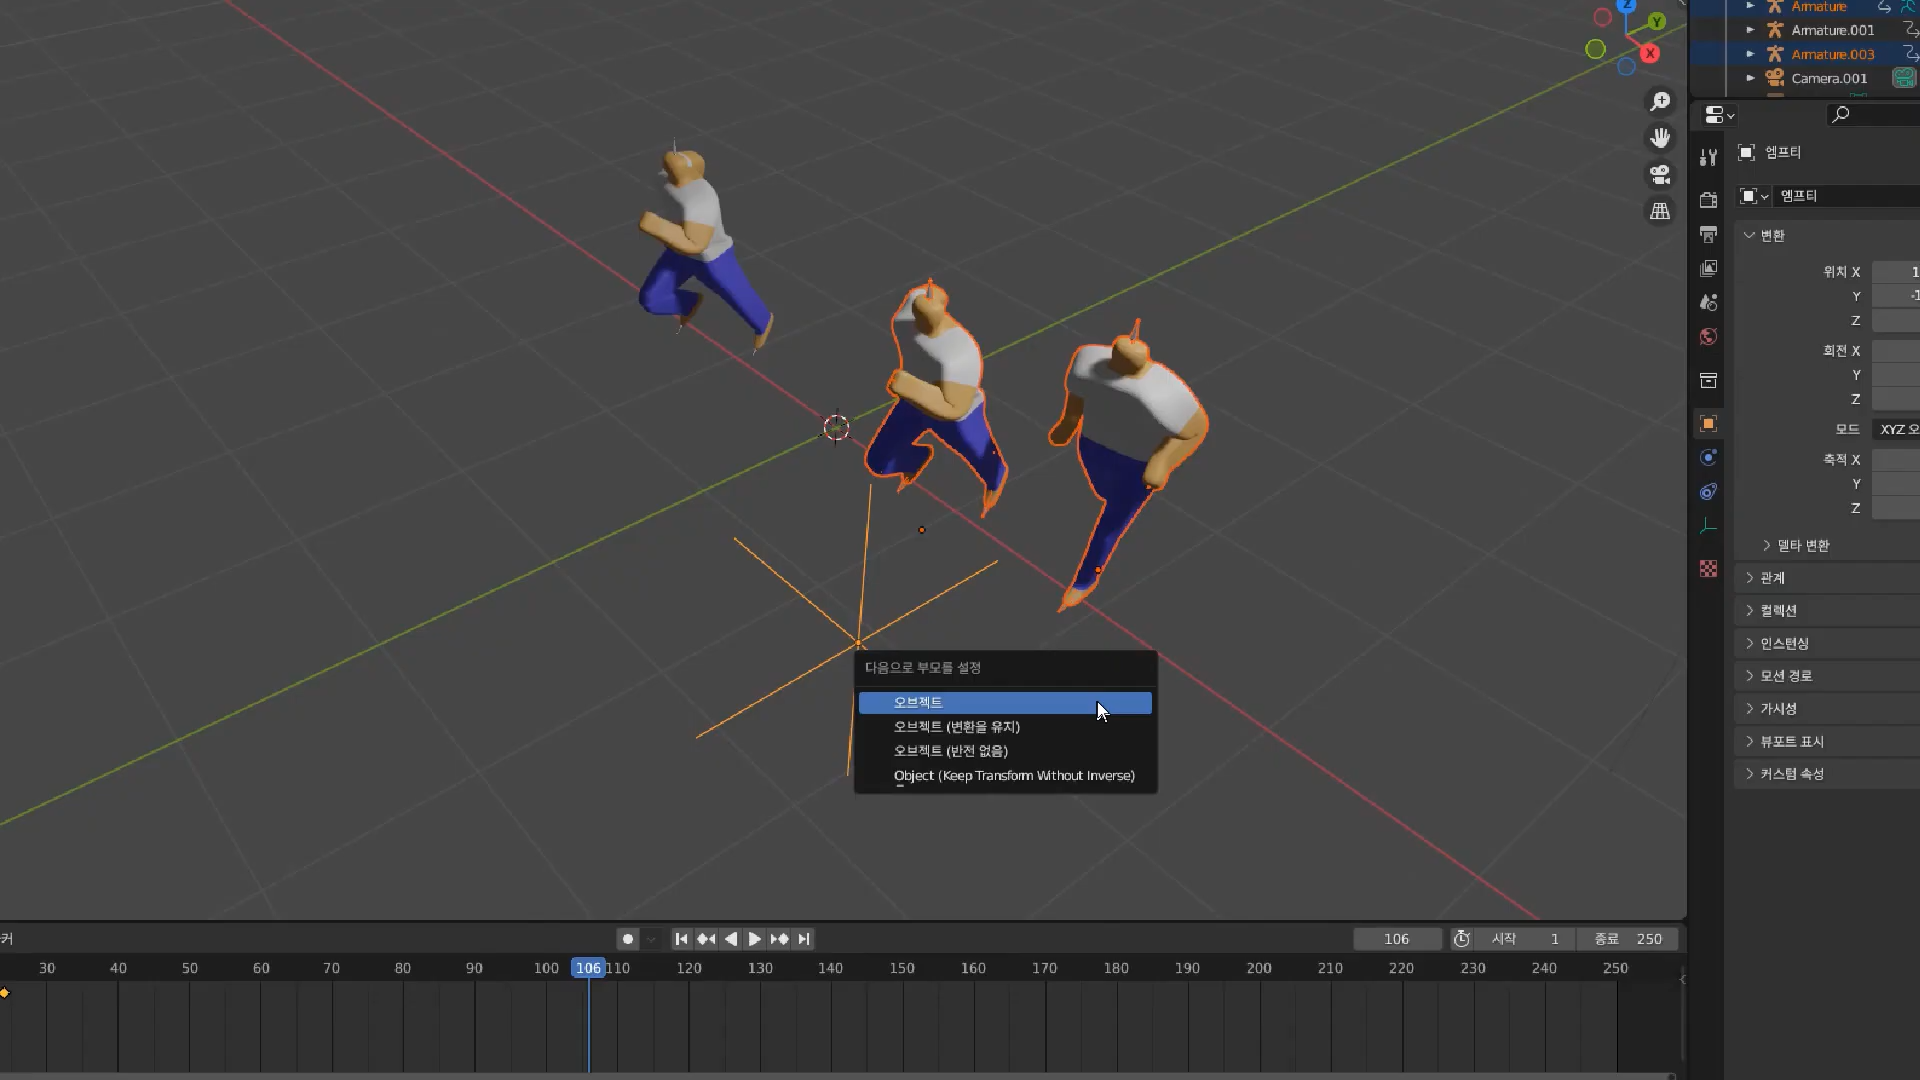 Z
Y
X
Armature
Armature.001
Armature.003
Camera.001
엠프티
엠프티
변환
위치 X
1
Y
-1
Z
회전 X
Y
Z
모드
XYZ 오
축적 X
Y
Z
델타 변환
관계
컬렉션
인스턴싱
모션 경로
가시성
뷰포트 표시
커스텀 속성
다음으로 부모를 설정
오브젝트
오브젝트 (변환을 유지)
오브젝트 (반전 없음)
Object (Keep Transform Without Inverse)
커
106
시작 1
종료 250
30 40 50 60 70 80 90 100 106 110 120 130 140 150 160 170 180 190 200 210 220 230 240 250